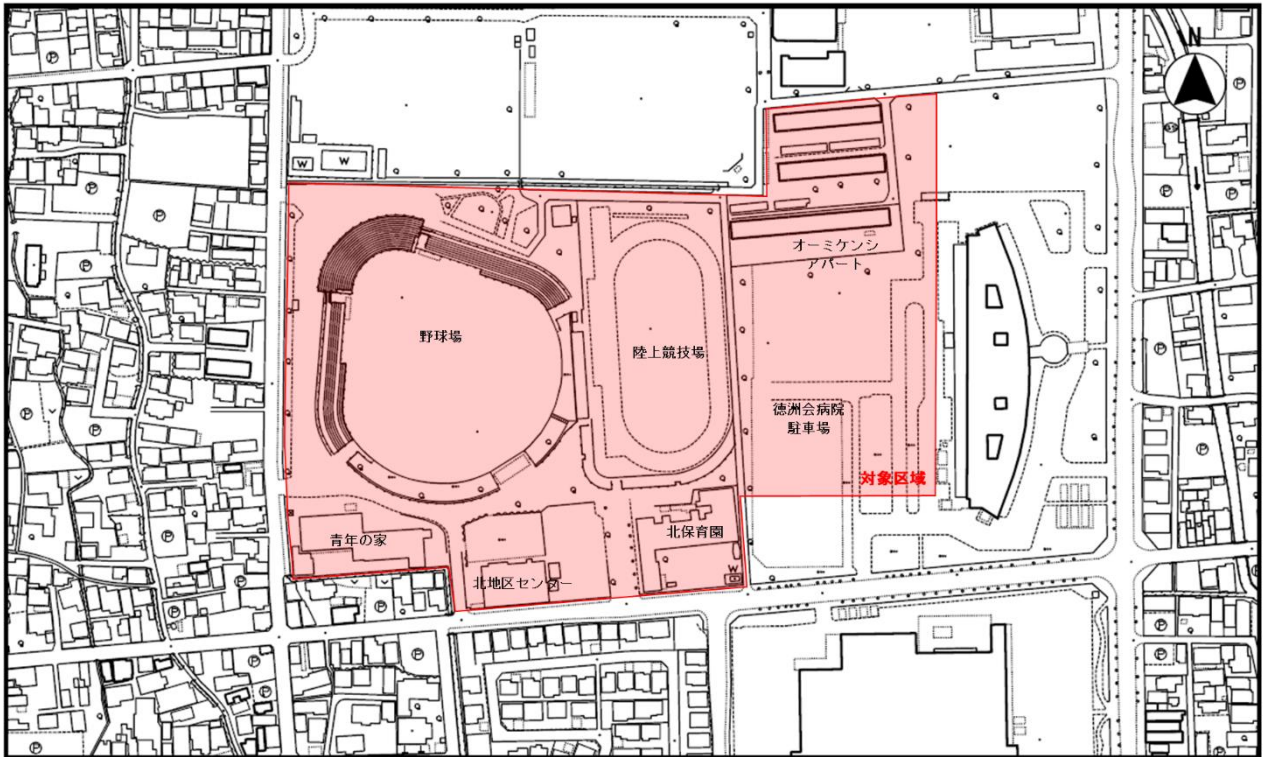 N
W
W
オーミケンシ
アパート
野球場
陸上競技場
徳洲会病院
駐車場
対象区域
青年の家
北地区センター
北保育園
W